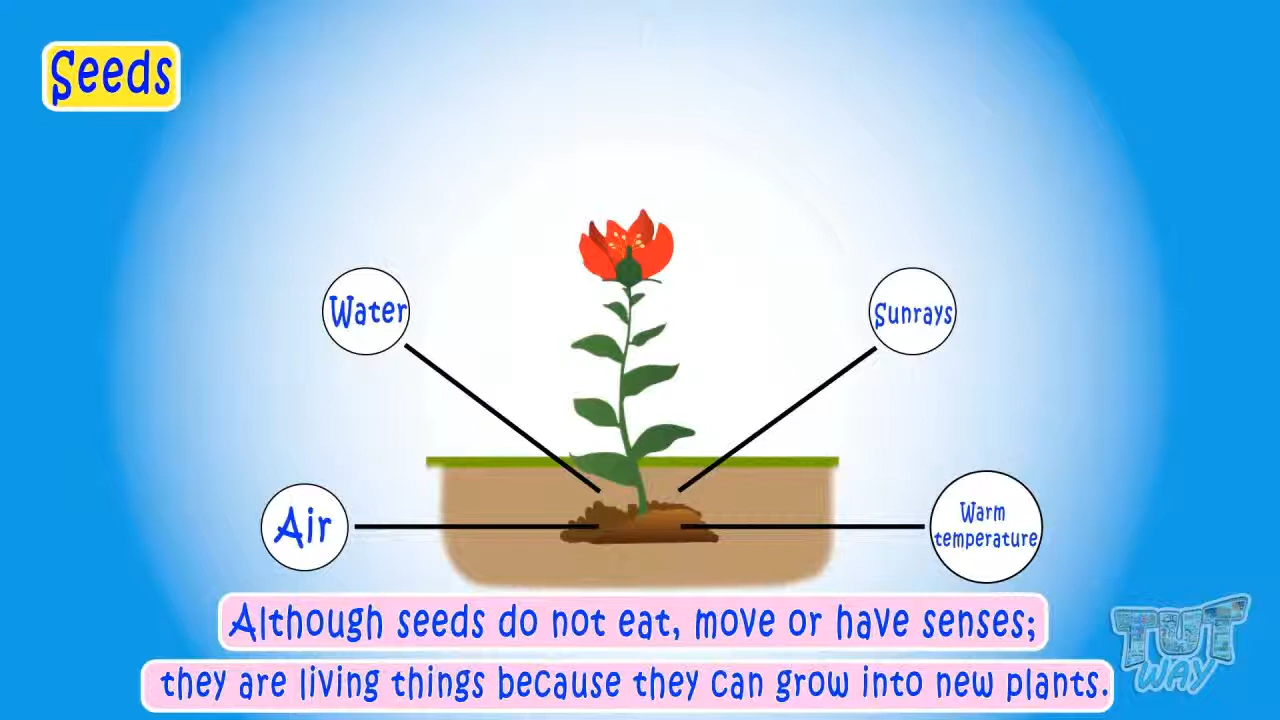 Seeds
Water
Sunrays
Air
Warm
temperature
Although seeds do not eat, move or have senses;
they are living things because they can grow into new plants.
TUT
WAY